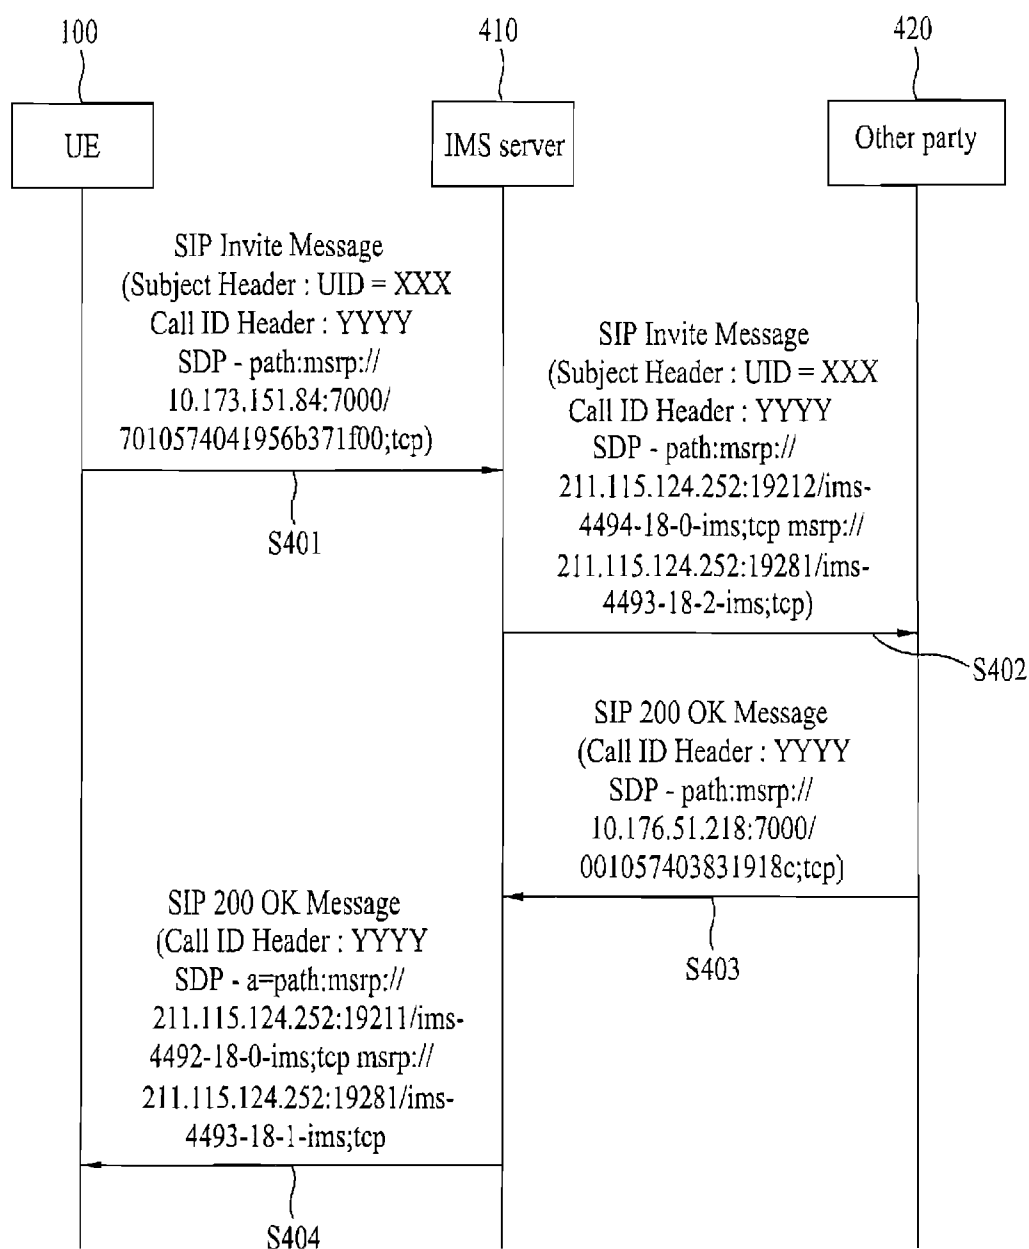 100
410
420
UE
IMS server
Other party
SIP Invite Message
(Subject Header : UID = XXX
Call ID Header : YYYY
SDP - path:msrp://
10.173.151.84:7000/
7010574041956b371f00;tcp)
S401
SIP Invite Message
(Subject Header : UID = XXX
Call ID Header : YYYY
SDP - path:msrp://
211.115.124.252:19212/ims-
4494-18-0-ims;tcp msrp://
211.115.124.252:19281/ims-
4493-18-2-ims;tcp)
S402
SIP 200 OK Message
(Call ID Header : YYYY
SDP - path:msrp://
10.176.51.218:7000/
001057403831918c;tcp)
S403
SIP 200 OK Message
(Call ID Header : YYYY
SDP - a=path:msrp://
211.115.124.252:19211/ims-
4492-18-0-ims;tcp msrp://
211.115.124.252:19281/ims-
4493-18-1-ims;tcp
S404